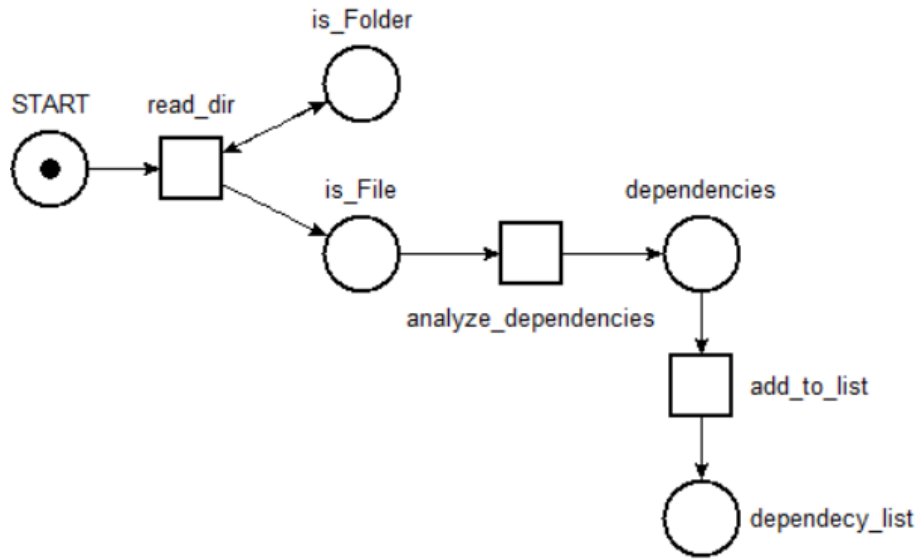 is_Folder
START
read_dir
is_File
dependencies
analyze_dependencies
add_to_list
dependecy_list